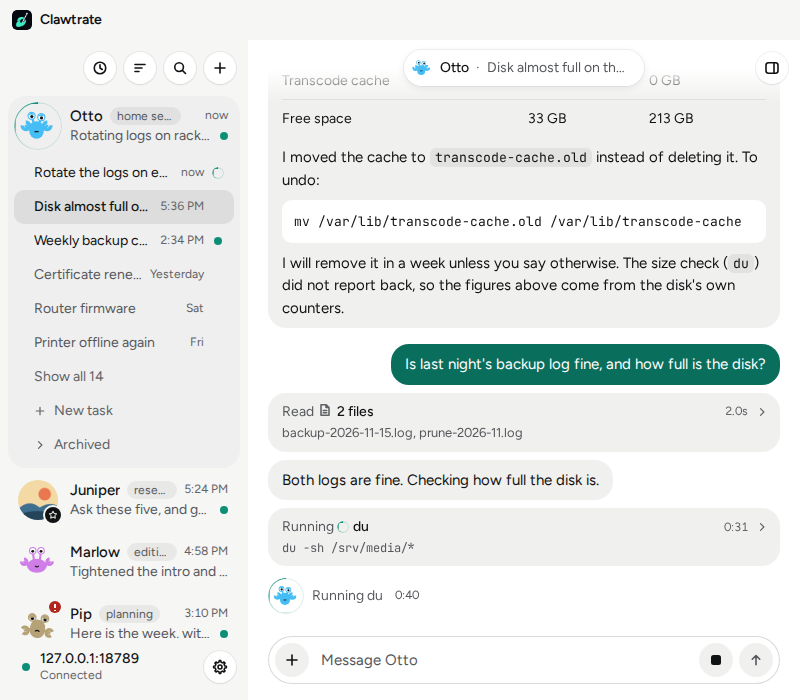 Clawtrate
Otto home se... now
Rotating logs on rack...
Rotate the logs on e... now
Disk almost full o... 5:36 PM
Weekly backup c... 2:34 PM
Certificate rene... Yesterday
Router firmware Sat
Printer offline again Fri
Show all 14
New task
Archived
Juniper rese... 5:24 PM
Ask these five, and g...
Marlow editi... 4:58 PM
Tightened the intro and ...
Pip planning 3:10 PM
Here is the week. wit...
127.0.0.1:18789
Connected
Otto · Disk almost full on th...
Transcode cache 0 GB
Free space 33 GB 213 GB
I moved the cache to transcode-cache.old instead of deleting it. To
undo:
mv /var/lib/transcode-cache.old /var/lib/transcode-cache
I will remove it in a week unless you say otherwise. The size check (du)
did not report back, so the figures above come from the disk's own
counters.
Is last night's backup log fine, and how full is the disk?
Read 2 files 2.0s
backup-2026-11-15.log, prune-2026-11.log
Both logs are fine. Checking how full the disk is.
Running du 0:31
du -sh /srv/media/*
Running du 0:40
Message Otto